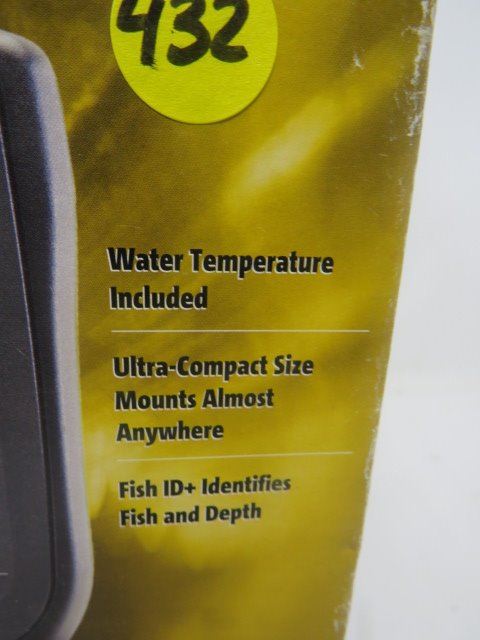 432
Water Temperature
Included
Ultra-Compact Size
Mounts Almost
Anywhere
Fish ID+ Identifies
Fish and Depth